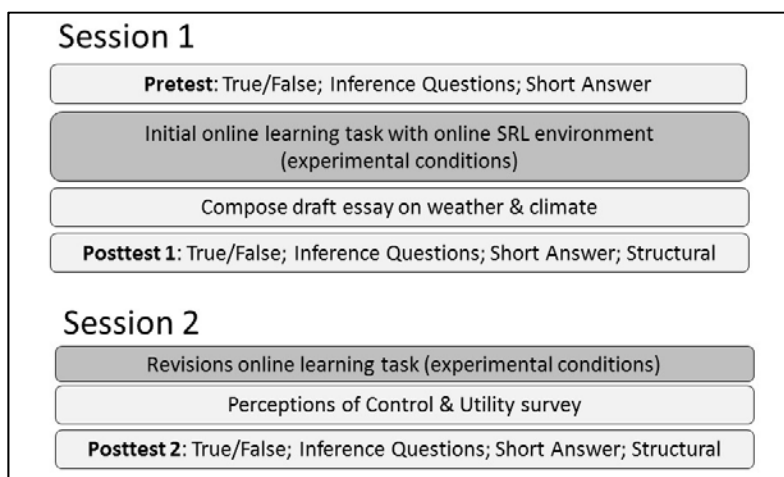 Session 1
Pretest: True/False; Inference Questions; Short Answer
Initial online learning task with online SRL environment
(experimental conditions)
Compose draft essay on weather & climate
Posttest 1: True/False; Inference Questions; Short Answer; Structural
Session 2
Revisions online learning task (experimental conditions)
Perceptions of Control & Utility survey
Posttest 2: True/False; Inference Questions; Short Answer; Structural